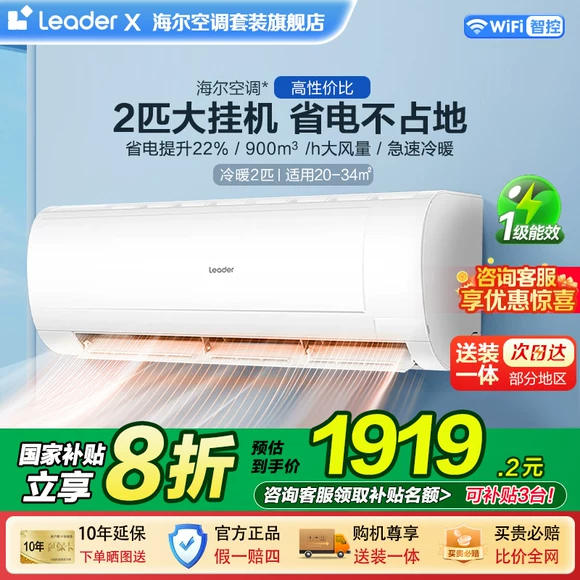 Leader X 海尔空调套装旗舰店
WiFi 智控
海尔空调* 高性价比
2匹大挂机 省电不占地
省电提升22% / 900m³ /h大风量 / 急速冷暖
冷暖2匹 | 适用20-34㎡
1级能效
Leader
咨询客服
享优惠惊喜
送装一体 次日达
部分地区
国家补贴
立享
8折
预估
到手价
1919.2元
咨询客服领取补贴名额> 可补贴3台!
10年
10年延保
下单晒图送
官方正品
假一赔四
购机尊享
送装一体
买贵必赔
买贵必赔
比价全网